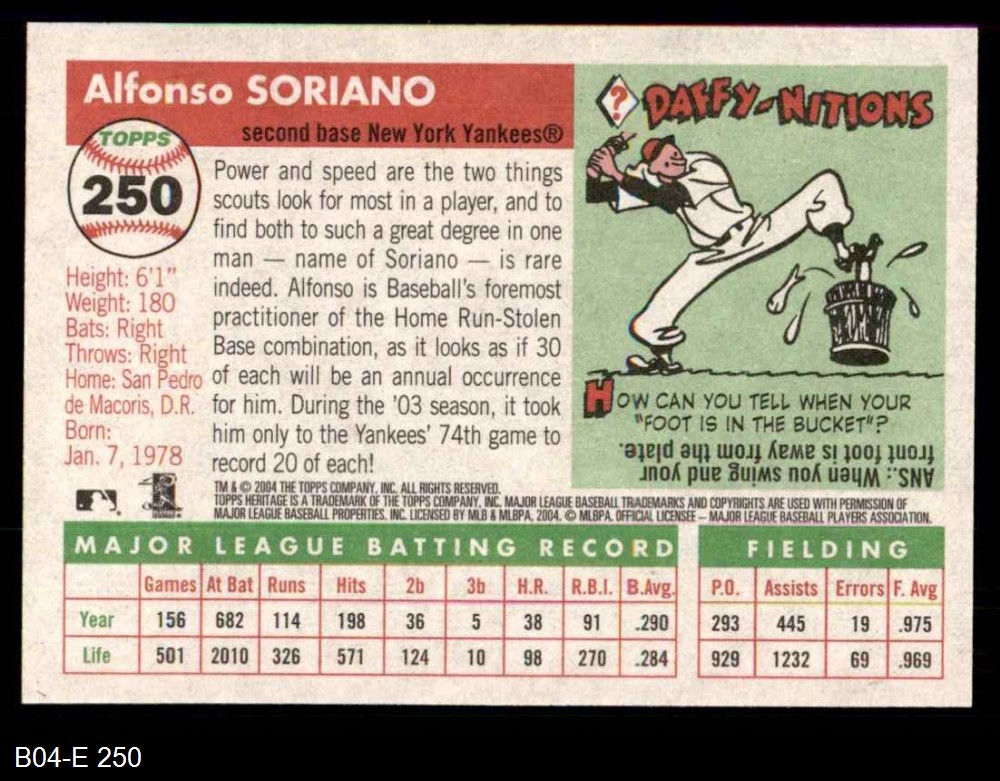 Alfonso SORIANO
second base New York Yankees®
TOPPS
250
Height: 6'1"
Weight: 180
Bats: Right
Throws: Right
Home: San Pedro
de Macoris, D.R.
Born:
Jan. 7, 1978
Power and speed are the two things
scouts look for most in a player, and to
find both to such a great degree in one
man — name of Soriano — is rare
indeed. Alfonso is Baseball's foremost
practitioner of the Home Run-Stolen
Base combination, as it looks as if 30
of each will be an annual occurrence
for him. During the '03 season, it took
him only to the Yankees' 74th game to
record 20 of each!
? DAFFY-NITIONS
HOW CAN YOU TELL WHEN YOUR
"FOOT IS IN THE BUCKET"?
ANS.: When you swing and your
front foot is away from the plate.
TM & © 2004 THE TOPPS COMPANY, INC. ALL RIGHTS RESERVED.
TOPPS HERITAGE IS A TRADEMARK OF THE TOPPS COMPANY, INC. MAJOR LEAGUE BASEBALL TRADEMARKS AND COPYRIGHTS ARE USED WITH PERMISSION OF
MAJOR LEAGUE BASEBALL PROPERTIES, INC. LICENSED BY MLB & MLBPA, 2004. © MLBPA. OFFICIAL LICENSEE – MAJOR LEAGUE BASEBALL PLAYERS ASSOCIATION.
MAJOR LEAGUE BATTING RECORD
Games At Bat Runs Hits 2b 3b H.R. R.B.I. B.Avg.
Year 156 682 114 198 36 5 38 91 .290
Life 501 2010 326 571 124 10 98 270 .284
FIELDING
P.O. Assists Errors F. Avg
293 445 19 .975
929 1232 69 .969
B04-E 250